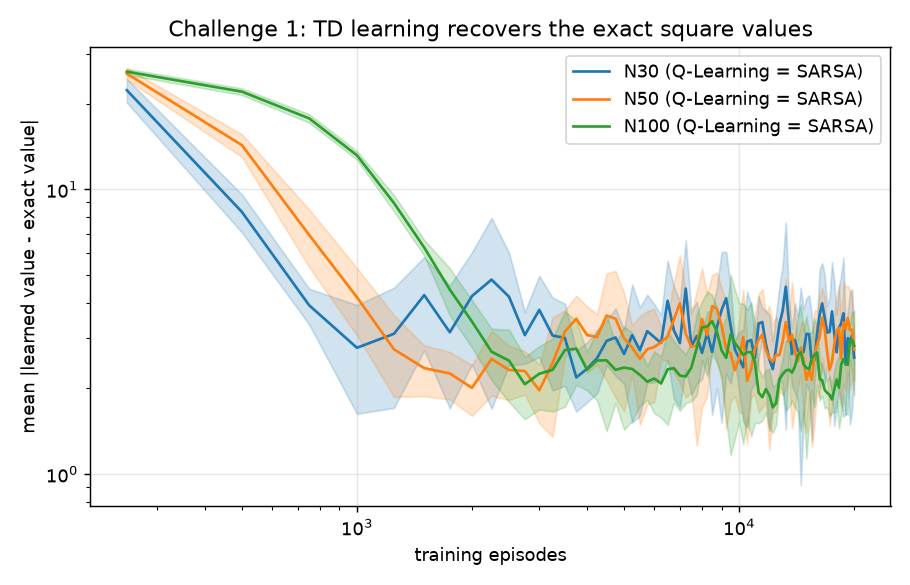 Challenge 1: TD learning recovers the exact square values
N30 (Q-Learning = SARSA)
N50 (Q-Learning = SARSA)
N100 (Q-Learning = SARSA)
mean |learned value - exact value|
10¹
10⁰
10³
10⁴
training episodes